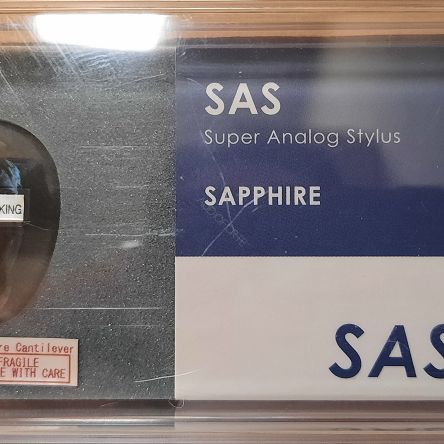 SAS
Super Analog Stylus
SAPPHIRE
KING
re Cantilever
FRAGILE
E WITH CARE
SAS